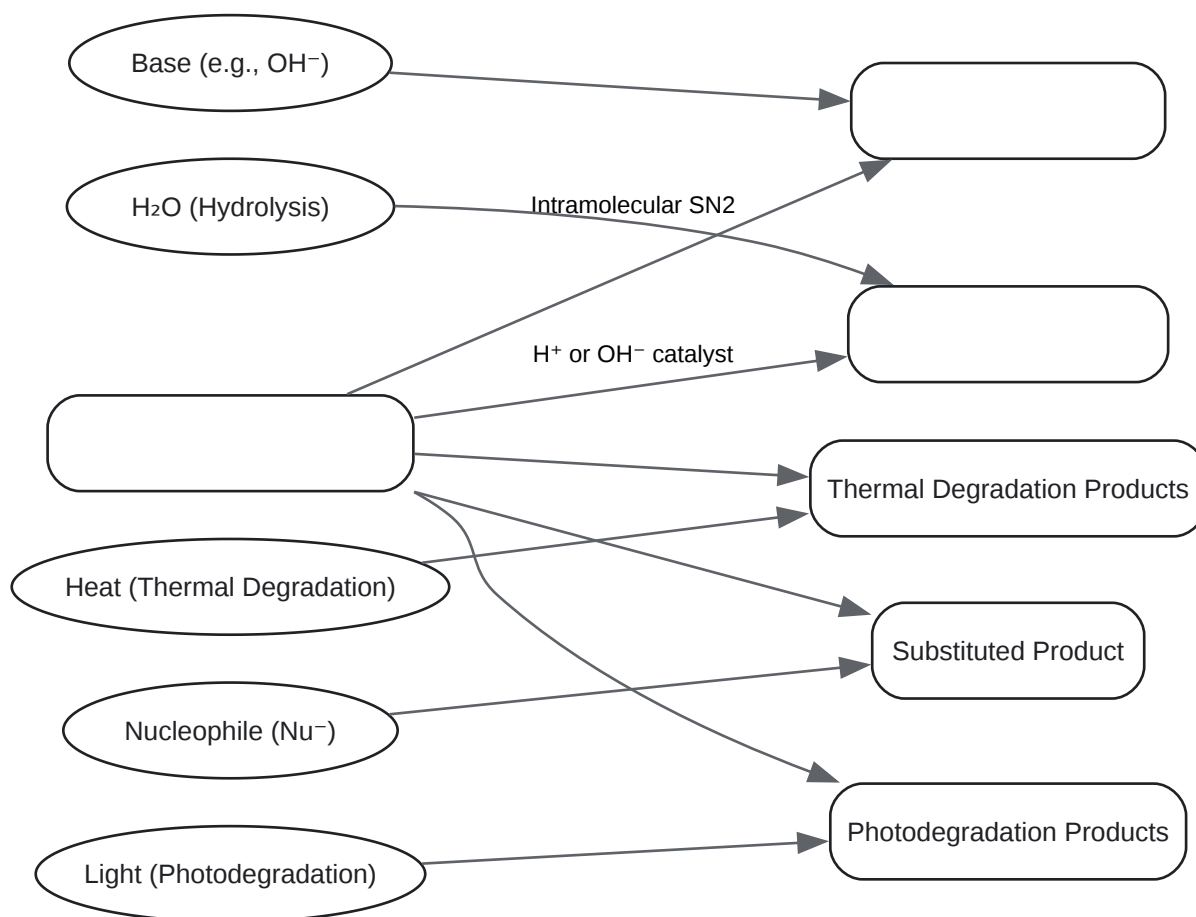 Base (e.g., OH⁻)
H₂O (Hydrolysis)
Intramolecular SN2
H⁺ or OH⁻ catalyst
Thermal Degradation Products
Heat (Thermal Degradation)
Substituted Product
Nucleophile (Nu⁻)
Photodegradation Products
Light (Photodegradation)